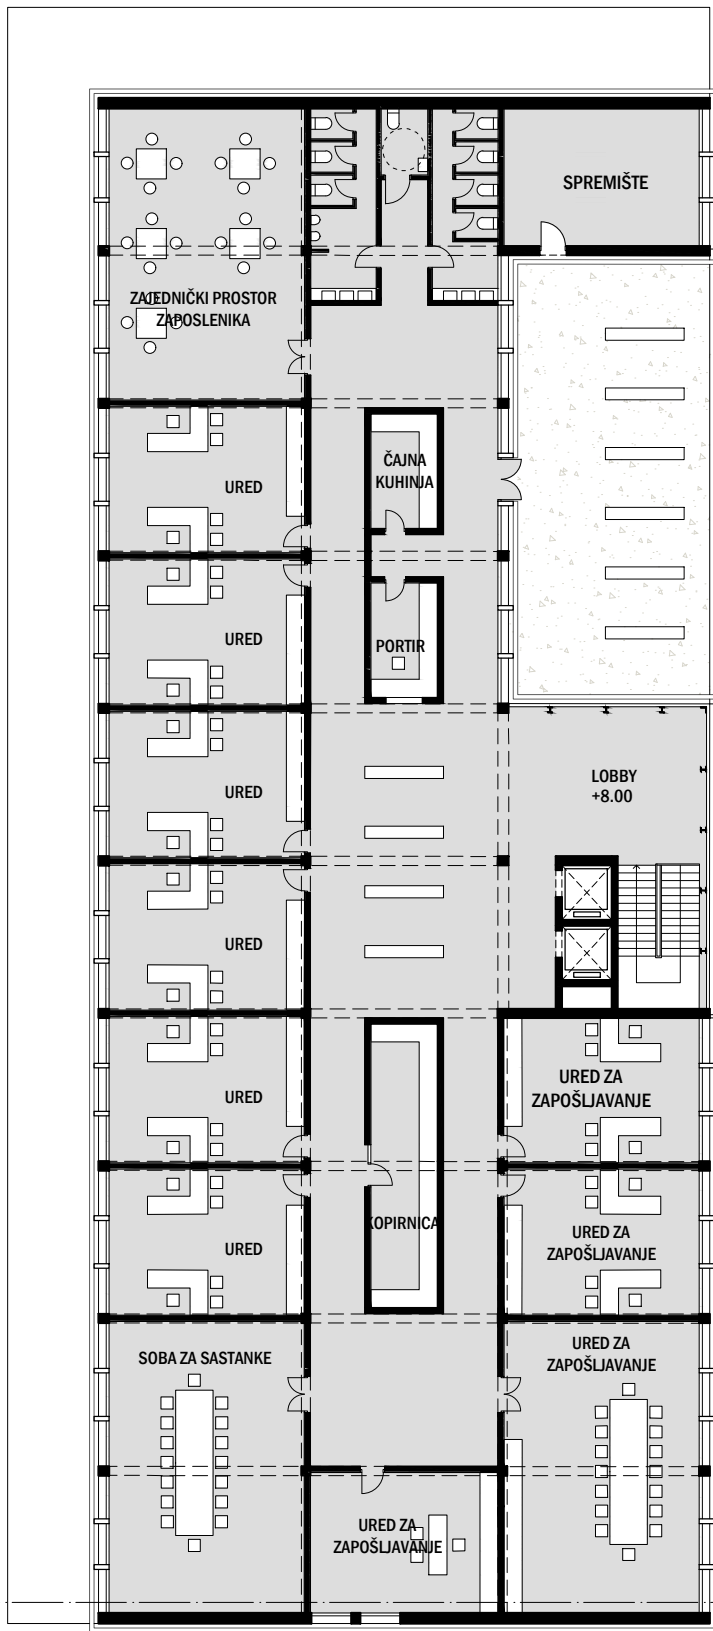 SPREMIŠTE
ZAJEDNIČKI PROSTOR
ZAPOSLENIKA
ČAJNA
KUHINJA
URED
URED
PORTIR
URED
LOBBY
+8.00
URED
URED
URED ZA
ZAPOŠLJAVANJE
KOPIRNICA
URED
URED ZA
ZAPOŠLJAVANJE
SOBA ZA SASTANKE
URED ZA
ZAPOŠLJAVANJE
URED ZA
ZAPOŠLJAVANJE